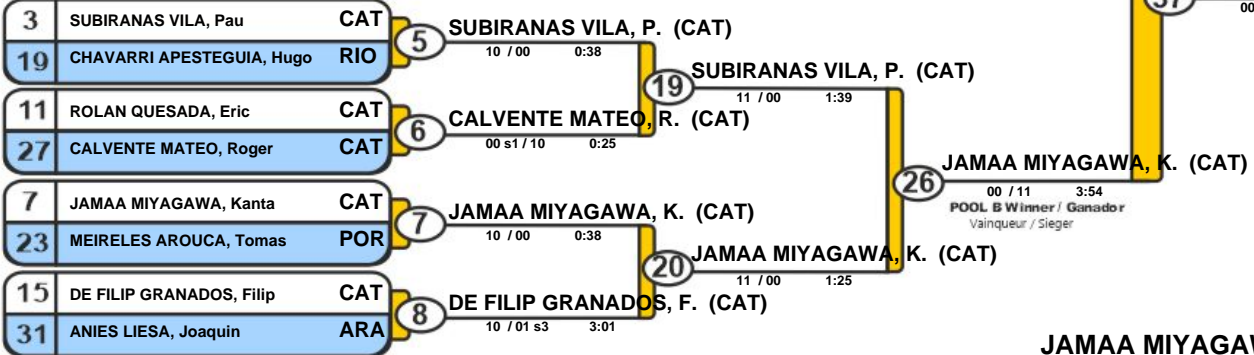 3 SUBIRANAS VILA, Pau CAT
19 CHAVARRI APESTEGUIA, Hugo RIO
5 SUBIRANAS VILA, P. (CAT)
10 / 00 0:38
11 ROLAN QUESADA, Eric CAT
27 CALVENTE MATEO, Roger CAT
6 CALVENTE MATEO, R. (CAT)
00 s1 / 10 0:25
19 SUBIRANAS VILA, P. (CAT)
11 / 00 1:39
7 JAMAA MIYAGAWA, Kanta CAT
23 MEIRELES AROUCA, Tomas POR
7 JAMAA MIYAGAWA, K. (CAT)
10 / 00 0:38
15 DE FILIP GRANADOS, Filip CAT
31 ANIES LIESA, Joaquin ARA
8 DE FILIP GRANADOS, F. (CAT)
10 / 01 s3 3:01
20 JAMAA MIYAGAWA, K. (CAT)
11 / 00 1:25
26 JAMAA MIYAGAWA, K. (CAT)
00 / 11 3:54
POOL B Winner / Ganador
Vainqueur / Sieger
37
00
JAMAA MIYAGAW